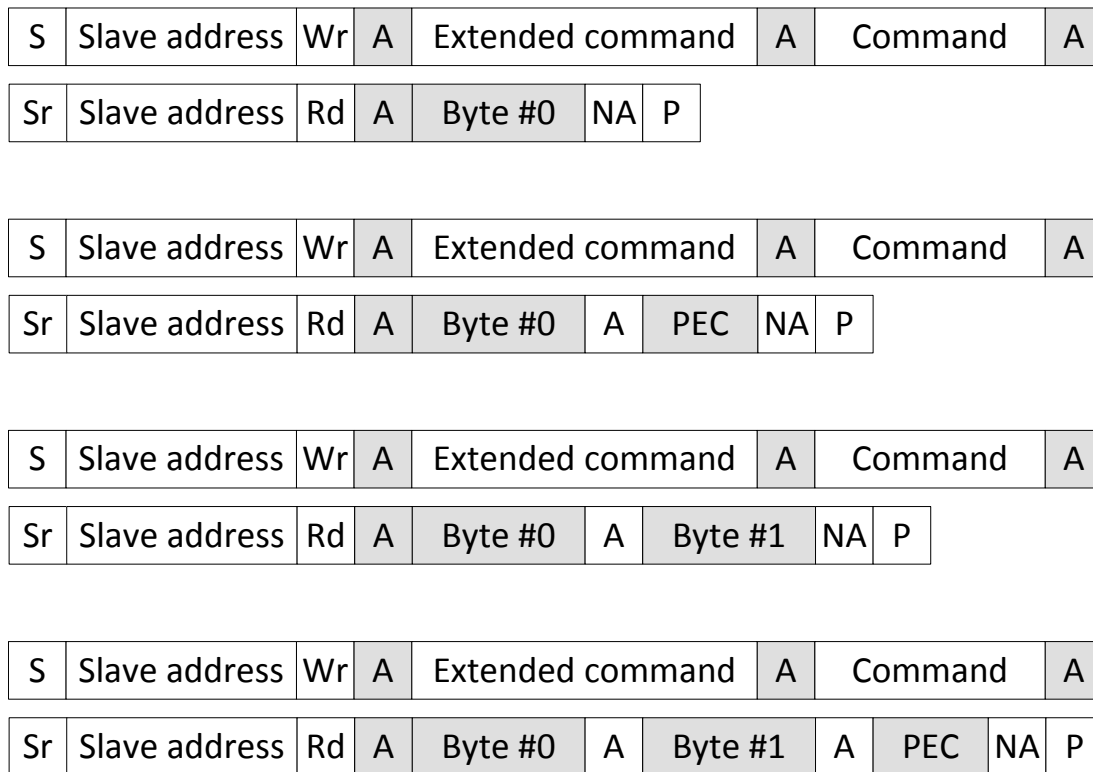 S Slave address Wr A Extended command A Command A
Sr Slave address Rd A Byte #0 NA P
S Slave address Wr A Extended command A Command A
Sr Slave address Rd A Byte #0 A PEC NA P
S Slave address Wr A Extended command A Command A
Sr Slave address Rd A Byte #0 A Byte #1 NA P
S Slave address Wr A Extended command A Command A
Sr Slave address Rd A Byte #0 A Byte #1 A PEC NA P